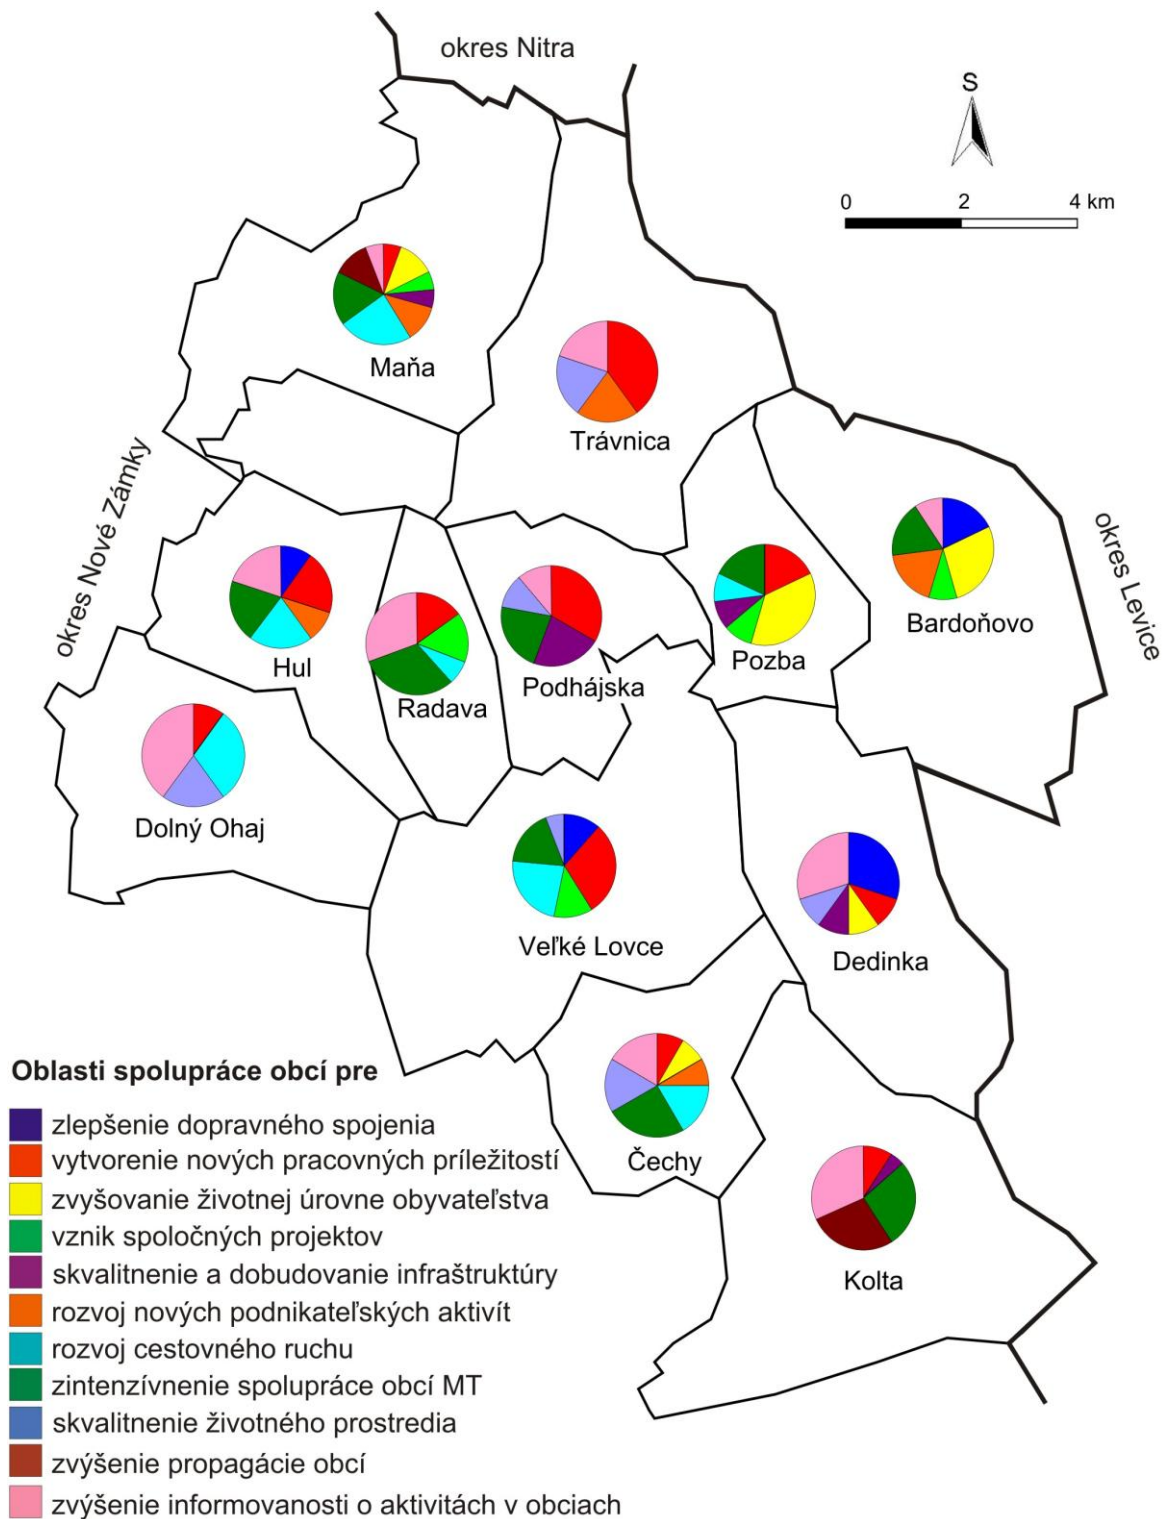 okres Nitra
S
0 2 4 km
Maňa
Trávnica
okres Nové Zámky
okres Levice
Bardoňovo
Hul
Radava
Podhájska
Pozba
Dolný Ohaj
Veľké Lovce
Dedinka
Čechy
Kolta
Oblasti spolupráce obcí pre
zlepšenie dopravného spojenia
vytvorenie nových pracovných príležitostí
zvyšovanie životnej úrovne obyvateľstva
vznik spoločných projektov
skvalitnenie a dobudovanie infraštruktúry
rozvoj nových podnikateľských aktivít
rozvoj cestovného ruchu
zintenzívnenie spolupráce obcí MT
skvalitnenie životného prostredia
zvýšenie propagácie obcí
zvýšenie informovanosti o aktivitách v obciach